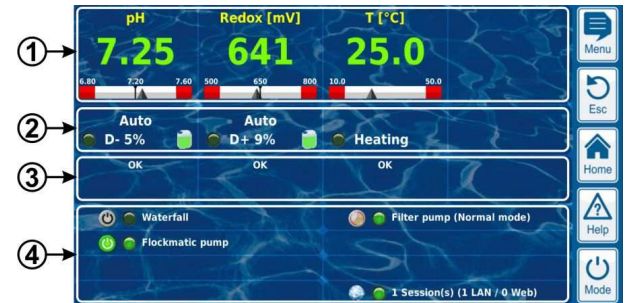 pH Redox [mV] T [°C]
1 7.25 641 25.0 Menu
6.80 7.20 7.60 500 650 800 10.0 50.0
Esc
Auto Auto
2 D- 5% D+ 9% Heating
OK OK OK
3 Home
4 Waterfall Filter pump (Normal mode) Help
Flockmatic pump
1 Session(s) (1 LAN / 0 Web) Mode